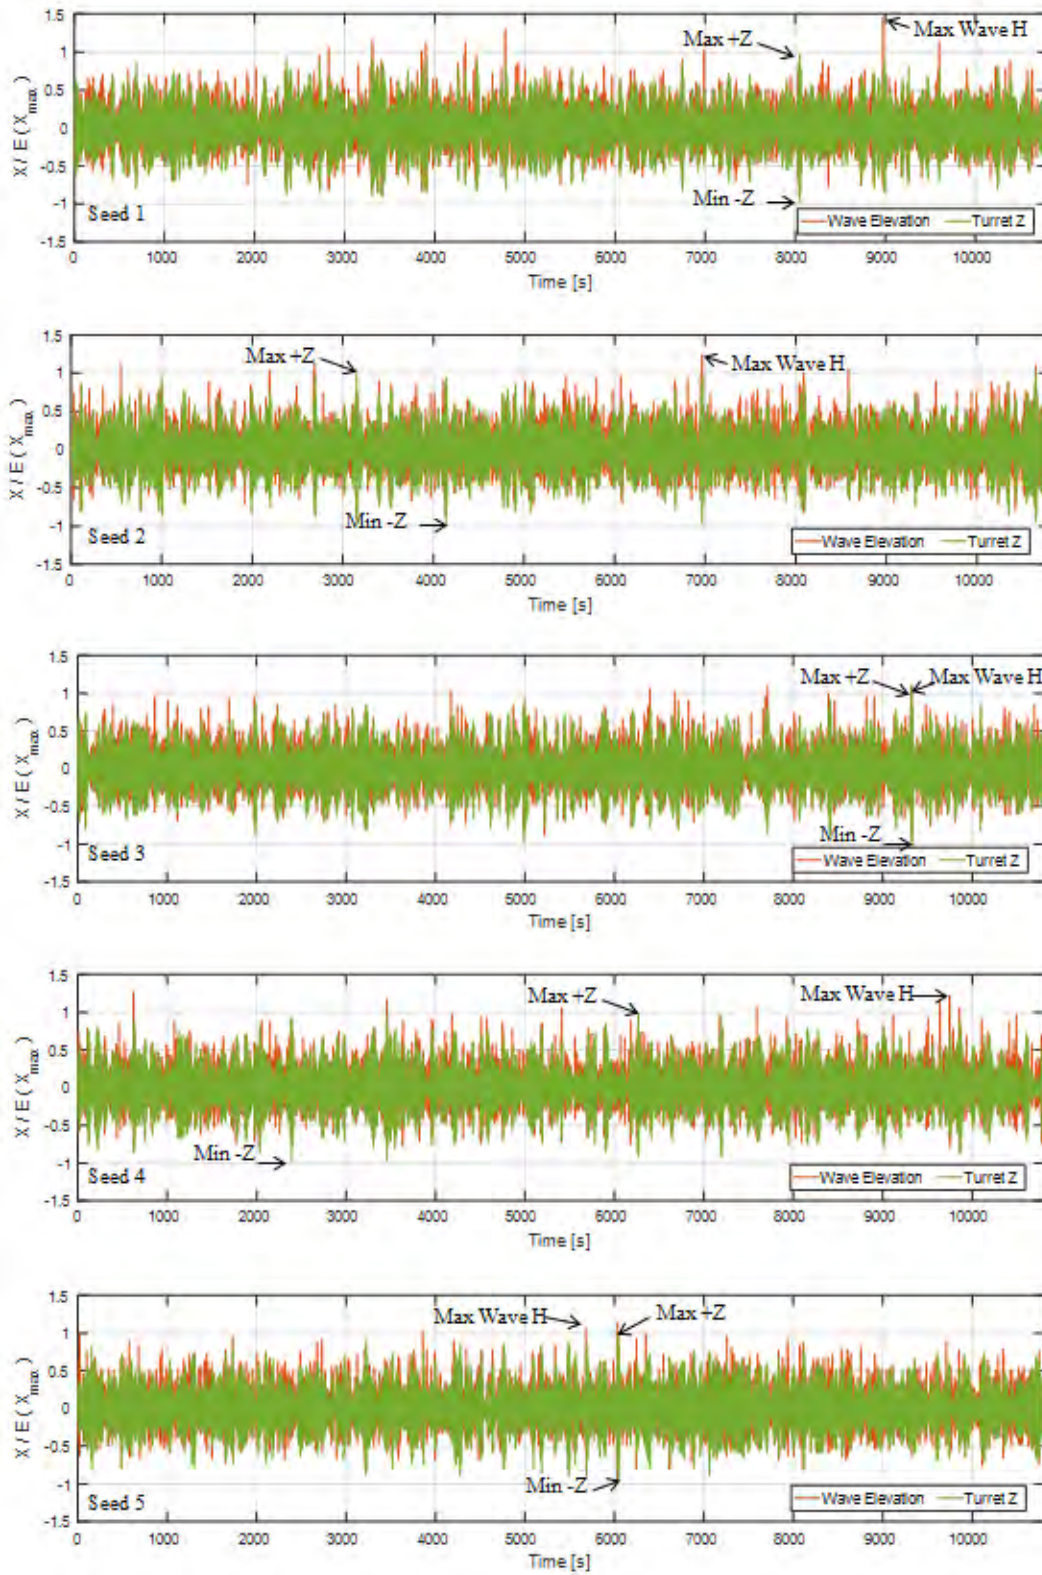 1.5
Max Wave H
Max +Z
1
0.5
0
-0.5
Min -Z
-1
Seed 1
Wave Elevation Turret Z
-1.5
0 1000 2000 3000 4000 5000 6000 7000 8000 9000 10000
Time [s]
X / E ( X max )
1.5
Max +Z
Max Wave H
1
0.5
0
-0.5
Min -Z
-1
Seed 2
Wave Elevation Turret Z
-1.5
0 1000 2000 3000 4000 5000 6000 7000 8000 9000 10000
Time [s]
X / E ( X max )
1.5
Max +Z Max Wave H
1
0.5
0
-0.5
Min -Z
-1
Seed 3
Wave Elevation Turret Z
-1.5
0 1000 2000 3000 4000 5000 6000 7000 8000 9000 10000
Time [s]
X / E ( X max )
1.5
Max +Z
Max Wave H
1
0.5
0
-0.5
Min -Z
-1
Seed 4
Wave Elevation Turret Z
-1.5
0 1000 2000 3000 4000 5000 6000 7000 8000 9000 10000
Time [s]
X / E ( X max )
1.5
Max Wave H Max +Z
1
0.5
0
-0.5
Min -Z
-1
Seed 5
Wave Elevation Turret Z
-1.5
0 1000 2000 3000 4000 5000 6000 7000 8000 9000 10000
Time [s]
X / E ( X max )